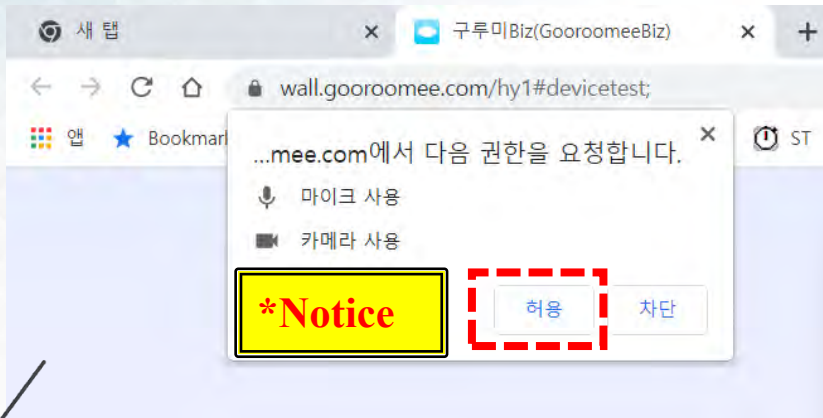 새 탭
구루미Biz(GooroomeeBiz)
wall.gooroomee.com/hy1#devicetest;
앱 Bookmar ST
...mee.com에서 다음 권한을 요청합니다.
마이크 사용
카메라 사용
*Notice
허용 차단